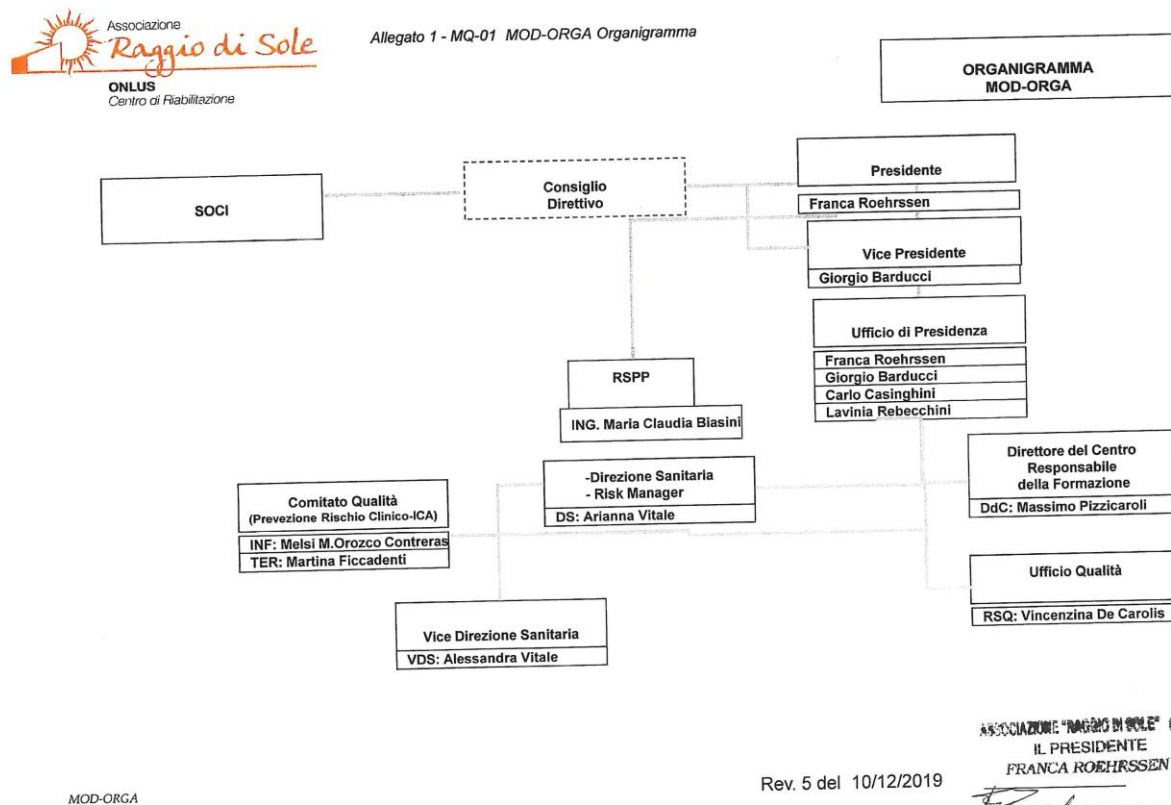 Associazione
Raggio di Sole
ONLUS
Centro di Riabilitazione
Allegato 1 - MQ-01 MOD-ORGA Organigramma
ORGANIGRAMMA
MOD-ORGA
SOCI
Consiglio
Direttivo
Presidente
Franca Roehrssen
Vice Presidente
Giorgio Barducci
Ufficio di Presidenza
Franca Roehrssen
Giorgio Barducci
Carlo Casinghini
Lavinia Rebecchini
RSPP
ING. Maria Claudia Biasini
-Direzione Sanitaria
- Risk Manager
DS: Arianna Vitale
Comitato Qualità
(Prevezione Rischio Clinico-ICA)
INF: Melsi M.Orozco Contreras
TER: Martina Ficcadenti
Direttore del Centro
Responsabile
della Formazione
DdC: Massimo Pizzicaroli
Ufficio Qualità
RSQ: Vincenzina De Carolis
Vice Direzione Sanitaria
VDS: Alessandra Vitale
ASSOCIAZIONE "RAGGIO DI SOLE"
IL PRESIDENTE
FRANCA ROEHRSSEN
Rev. 5 del 10/12/2019
MOD-ORGA